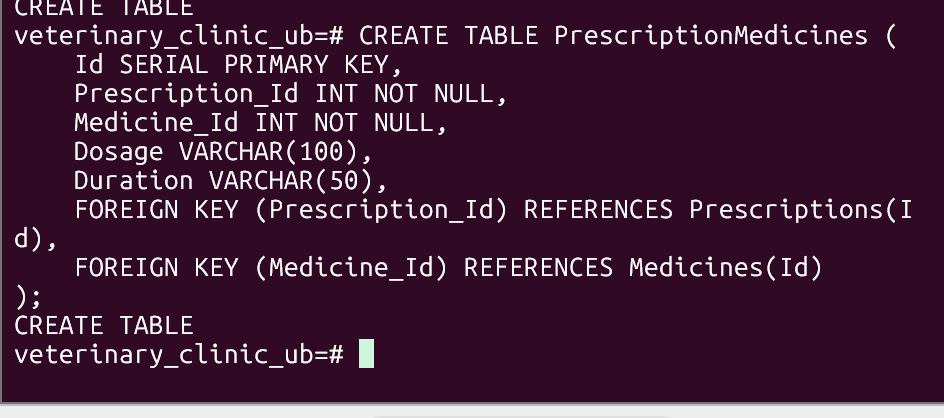 CREATE TABLE
veterinary_clinic_ub=# CREATE TABLE PrescriptionMedicines (
    Id SERIAL PRIMARY KEY,
    Prescription_Id INT NOT NULL,
    Medicine_Id INT NOT NULL,
    Dosage VARCHAR(100),
    Duration VARCHAR(50),
    FOREIGN KEY (Prescription_Id) REFERENCES Prescriptions(I
d),
    FOREIGN KEY (Medicine_Id) REFERENCES Medicines(Id)
);
CREATE TABLE
veterinary_clinic_ub=#